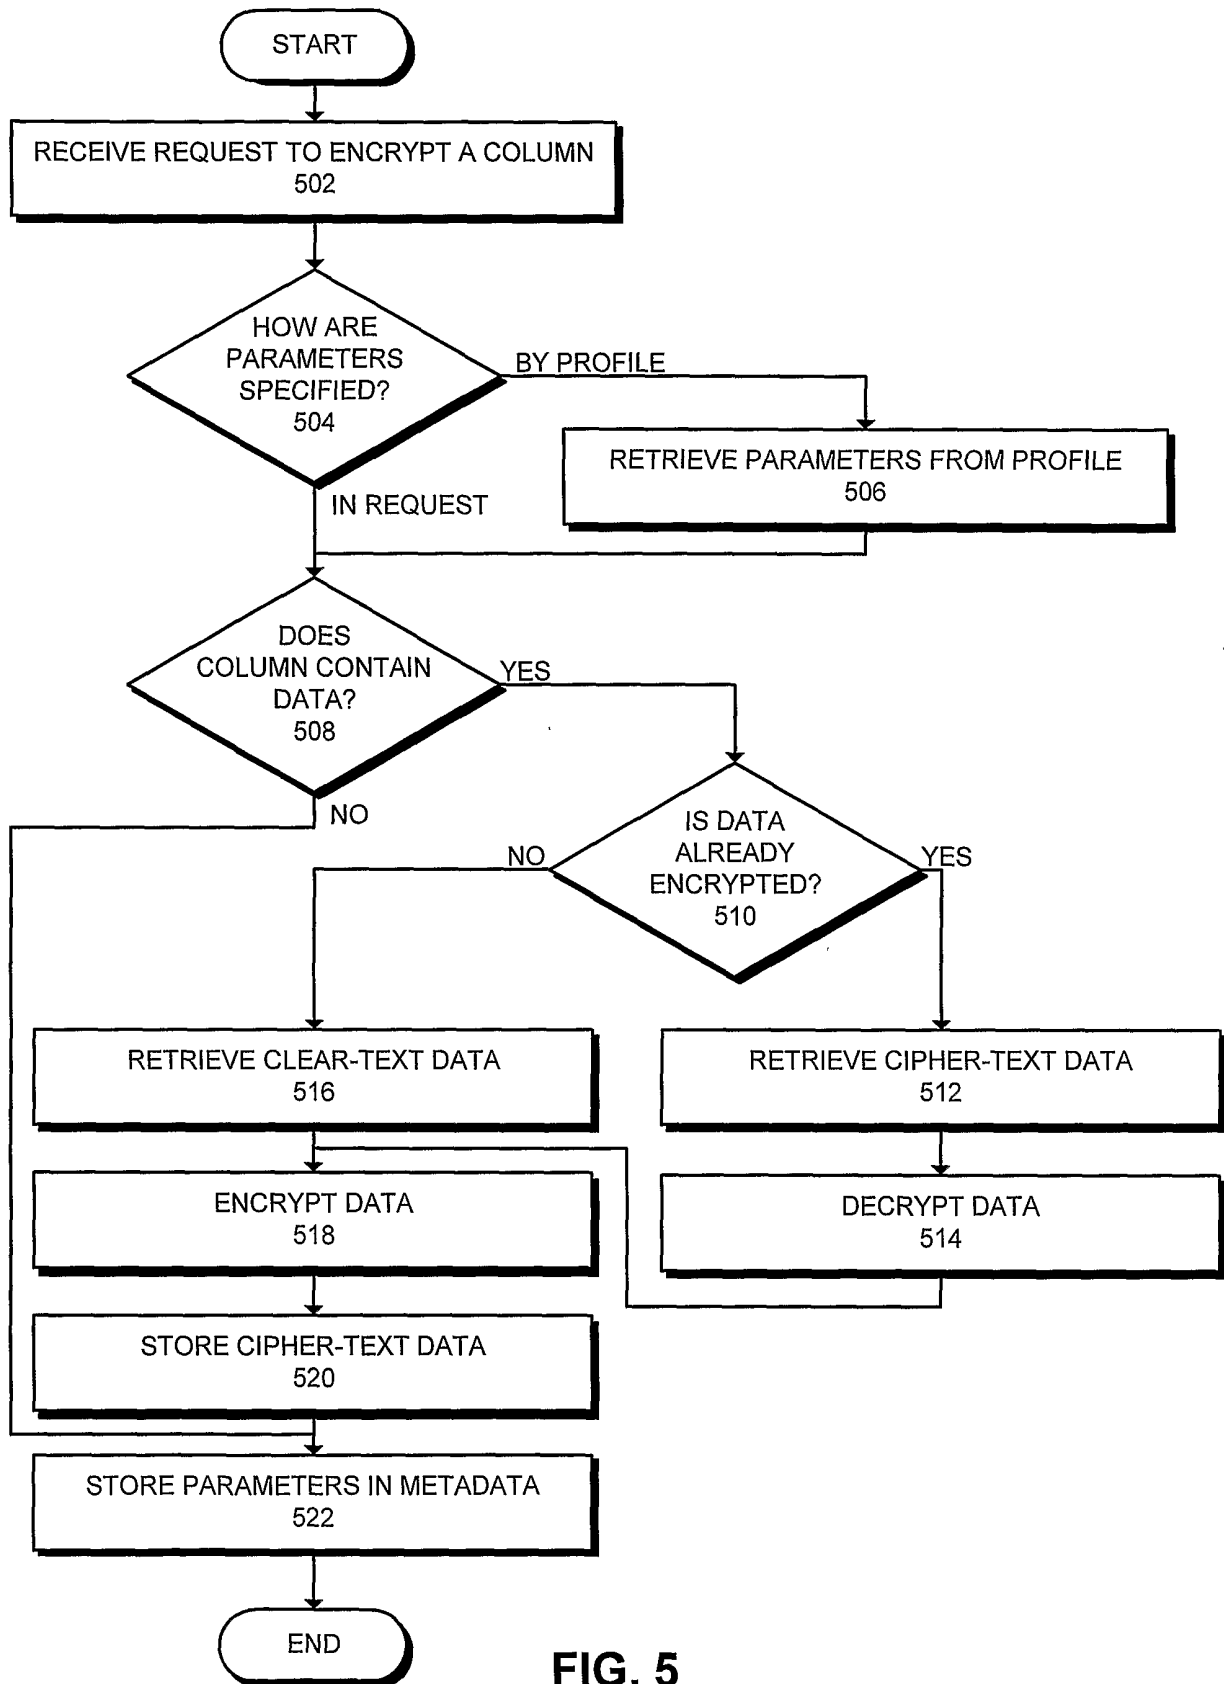 START
RECEIVE REQUEST TO ENCRYPT A COLUMN
502
HOW ARE
PARAMETERS
SPECIFIED?
504
BY PROFILE
RETRIEVE PARAMETERS FROM PROFILE
506
IN REQUEST
DOES
COLUMN CONTAIN
DATA?
508
YES
NO
IS DATA
ALREADY
ENCRYPTED?
510
NO
YES
RETRIEVE CLEAR-TEXT DATA
516
RETRIEVE CIPHER-TEXT DATA
512
ENCRYPT DATA
518
DECRYPT DATA
514
STORE CIPHER-TEXT DATA
520
STORE PARAMETERS IN METADATA
522
END
FIG. 5